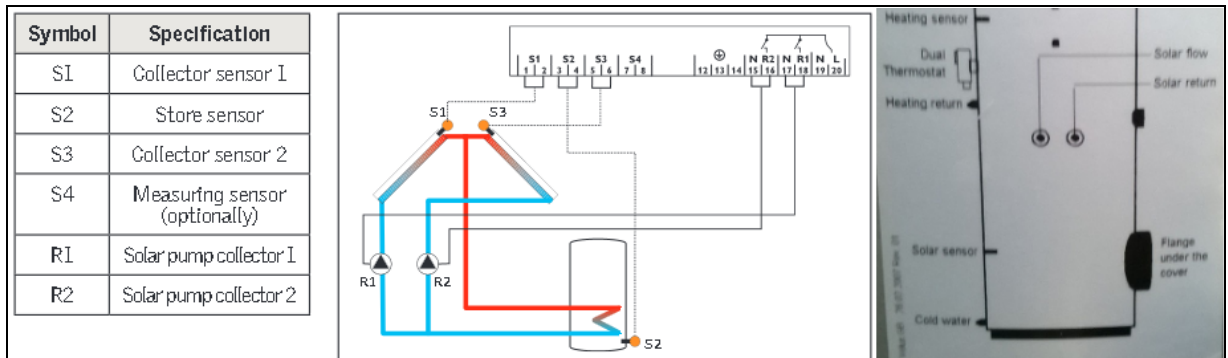 Symbol Specification
S1 Collector sensor 1
S2 Store sensor
S3 Collector sensor 2
S4 Measuring sensor
(optionally)
R1 Solar pump collector 1
R2 Solar pump collector 2
S1 S2 S3 S4
1 2 3 4 5 6 7 8
N R2 N R1 N L
12 13 14 15 16 17 18 19 20
S1 S3
R1 R2
S2
Heating sensor
Dual
Thermostat
Heating return
Solar flow
Solar return
Solar sensor
Flange
under the
cover
Cold water